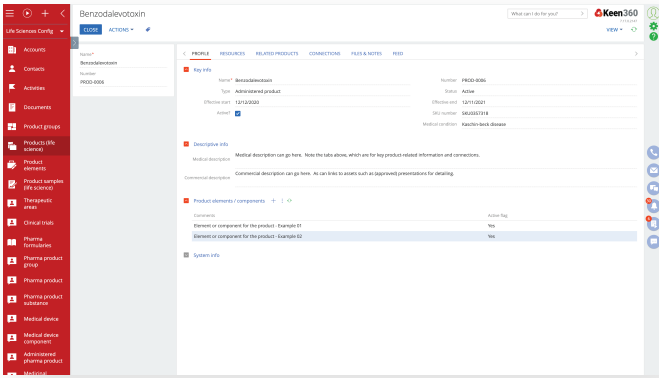 Benzodalevotoxin
What can I do for you?
Keen360
CLOSE
ACTIONS
VIEW
Life Sciences Config
Accounts
Contacts
Activities
Documents
Product groups
Products (life
science)
Product
elements
Product samples
(life science)
Therapeutic
areas
Clinical trials
Pharma
formularies
Pharma product
group
Pharma product
Pharma product
substance
Medical device
Medical device
component
Administered
pharma product
Medicinal
Name*
Benzodalevotoxin
Number
PROD-0006
PROFILE
RESOURCES
RELATED PRODUCTS
CONNECTIONS
FILES & NOTES
FEED
Key info
Name* Benzodalevotoxin
Number PROD-0006
Type Administered product
Status Active
Effective start 12/12/2020
Effective end 12/11/2021
Active?
SKU number SKU0357318
Medical condition Kaschin-beck disease
Descriptive info
Medical description Medical description can go here. Note the tabs above, which are for key product-related information and connections.
Commercial description Commercial description can go here. As can links to assets such as (approved) presentations for detailing.
Product elements / components
Comments Active flag
Element or component for the product - Example 01 Yes
Element or component for the product - Example 02 Yes
System info